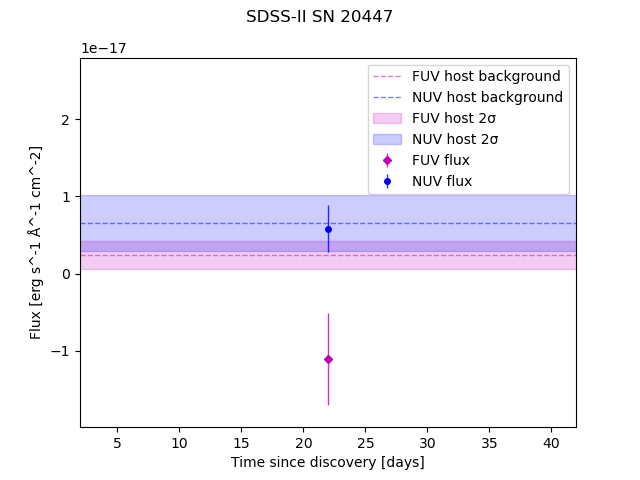 SDSS-II SN 20447
1e−17
FUV host background
NUV host background
FUV host 2σ
NUV host 2σ
FUV flux
NUV flux
2
1
0
−1
Flux [erg s^-1 Å^-1 cm^-2]
5 10 15 20 25 30 35 40
Time since discovery [days]